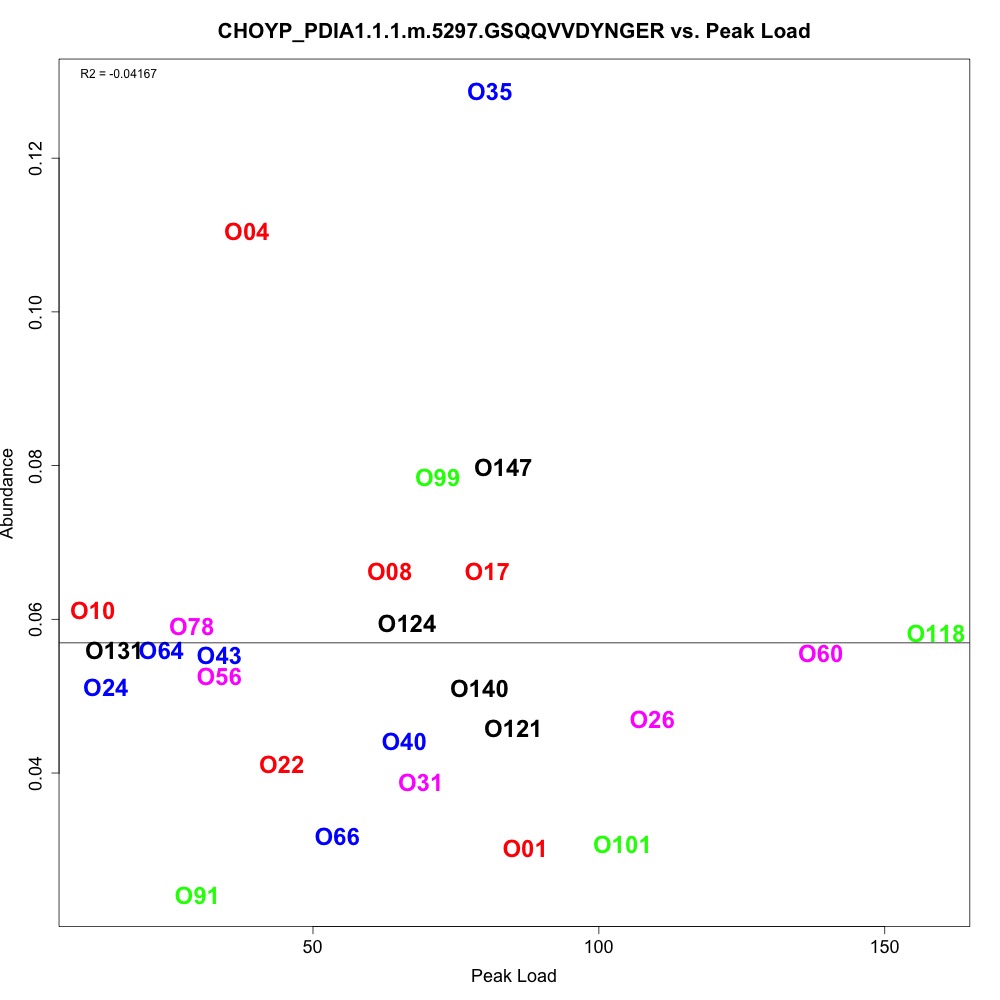 CHOYP_PDIA1.1.1.m.5297.GSQQVVDYNGER vs. Peak Load
R2 = -0.04167
O35
0.12
O04
0.10
O147
0.08
O99
Abundance
O08
O17
O10
0.06
O124
O78
O118
O131
O64
O43
O60
O56
O24
O140
O26
O121
O40
O22
0.04
O31
O66
O101
O01
O91
50
100
150
Peak Load